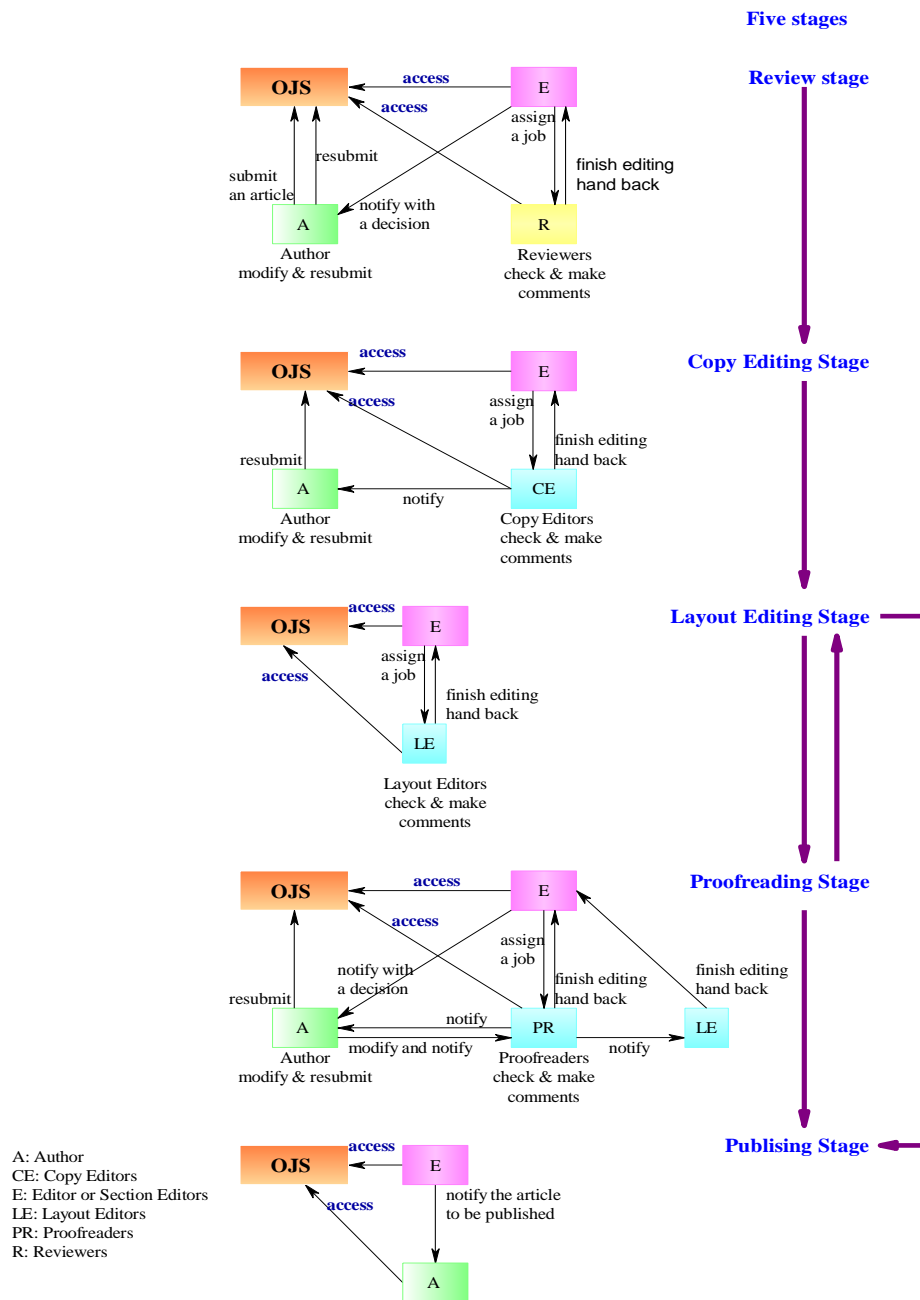 Five stages
Review stage
OJS
access
E
access
assign
a job
resubmit
submit
an article
finish editing
hand back
notify with
a decision
A
R
Author
modify & resubmit
Reviewers
check & make
comments
Copy Editing Stage
OJS
access
E
access
assign
a job
resubmit
finish editing
hand back
A
notify
CE
Author
modify & resubmit
Copy Editors
check & make
comments
Layout Editing Stage
OJS
access
E
access
assign
a job
finish editing
hand back
LE
Layout Editors
check & make
comments
Proofreading Stage
OJS
access
E
access
assign
a job
notify with
a decision
finish editing
hand back
finish editing
hand back
resubmit
A
notify
PR
LE
modify and notify
notify
Author
modify & resubmit
Proofreaders
check & make
comments
Publising Stage
OJS
access
E
access
notify the article
to be published
A
A: Author
CE: Copy Editors
E: Editor or Section Editors
LE: Layout Editors
PR: Proofreaders
R: Reviewers